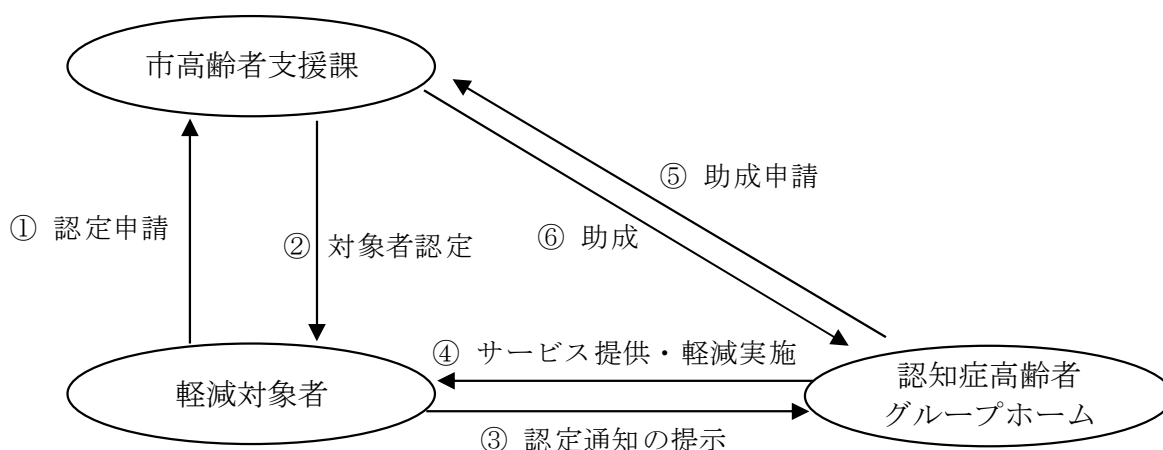 市高齢者支援課
⑤ 助成申請
① 認定申請
② 対象者認定
⑥ 助成
④ サービス提供・軽減実施
軽減対象者
認知症高齢者
グループホーム
③ 認定通知の提示